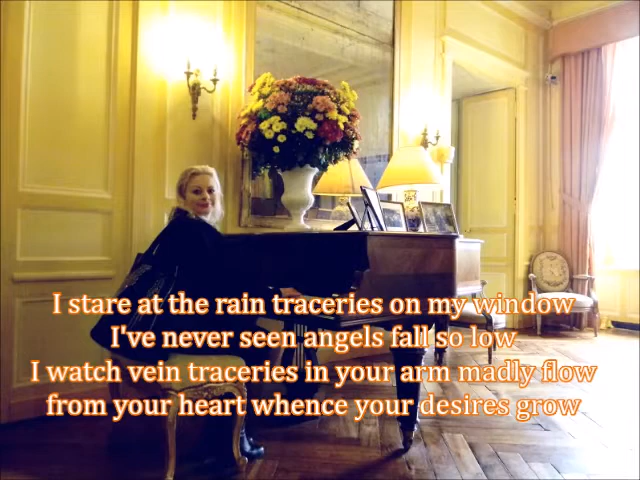 I stare at the rain traceries on my window
I've never seen angels fall so low
I watch vein traceries in your arm madly flow
from your heart whence your desires grow